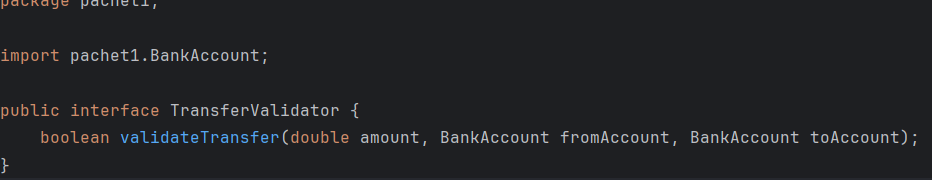 package pachet1;
import pachet1.BankAccount;
public interface TransferValidator {
boolean validateTransfer(double amount, BankAccount fromAccount, BankAccount toAccount);
}